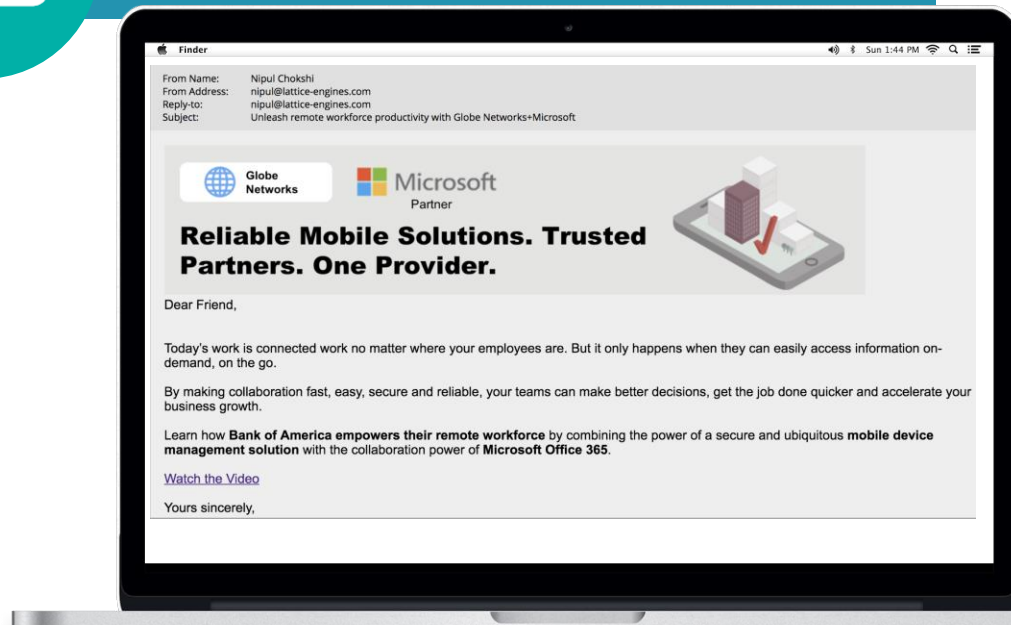 Finder
Sun 1:44 PM
From Name: Nipul Chokshi
From Address: nipul@lattice-engines.com
Reply-to: nipul@lattice-engines.com
Subject: Unleash remote workforce productivity with Globe Networks+Microsoft
Globe
Networks
Microsoft
Partner
Reliable Mobile Solutions. Trusted
Partners. One Provider.
Dear Friend,
Today's work is connected work no matter where your employees are. But it only happens when they can easily access information on-
demand, on the go.
By making collaboration fast, easy, secure and reliable, your teams can make better decisions, get the job done quicker and accelerate your
business growth.
Learn how Bank of America empowers their remote workforce by combining the power of a secure and ubiquitous mobile device
management solution with the collaboration power of Microsoft Office 365.
Watch the Video
Yours sincerely,